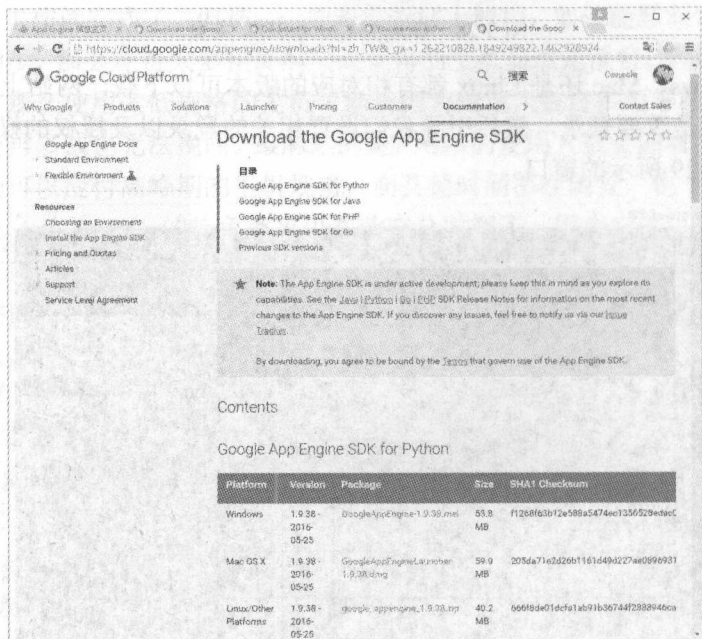 Download the Goog
https://cloud.google.com/appengine/downloads?hl=zh_TW&_ga=1.262210828.1849249822.1462928924
Google Cloud Platform
搜索
Console
Why Google
Products
Solutions
Launcher
Pricing
Customers
Documentation
Contact Sales
Google App Engine Docs
Standard Environment
Flexible Environment
Resources
Choosing an Environment
Install the App Engine SDK
Pricing and Quotas
Articles
Support
Service Level Agreement
Download the Google App Engine SDK
目录
Google App Engine SDK for Python
Google App Engine SDK for Java
Google App Engine SDK for PHP
Google App Engine SDK for Go
Previous SDK versions
Note: The App Engine SDK is under active development; please keep this in mind as you explore its
capabilities. See the Java | Python | Go | PHP SDK Release Notes for information on the most recent
changes to the App Engine SDK. If you discover any issues, feel free to notify us via our Issue
Tracker.
By downloading, you agree to be bound by the Terms that govern use of the App Engine SDK.
Contents
Google App Engine SDK for Python
Platform Version Package Size SHA1 Checksum
Windows 1.9.38 - GoogleAppEngine-1.9.38.msi 55.8
2016- MB
05-25
Mac OS X 1.9.38 - GoogleAppEngineLauncher- 59.9
2016- 1.9.38.dmg MB
05-25
Linux/Other 1.9.38 - google_appengine_1.9.38.zip 40.2
Platforms 2016- MB
05-25